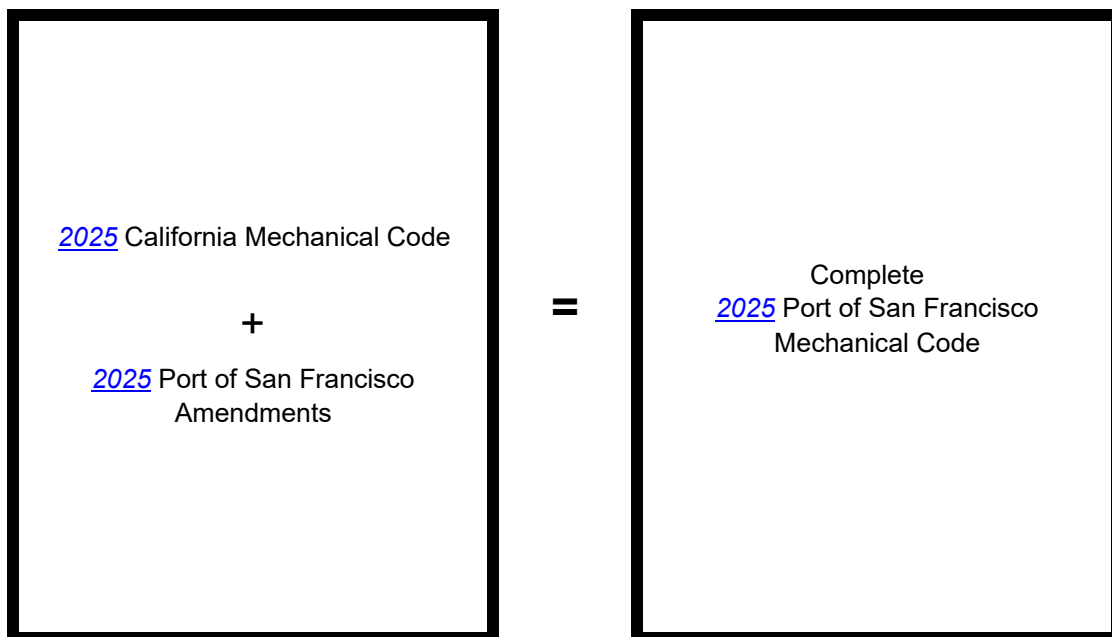 2025 California Mechanical Code
+
2025 Port of San Francisco
Amendments
=
Complete
2025 Port of San Francisco
Mechanical Code